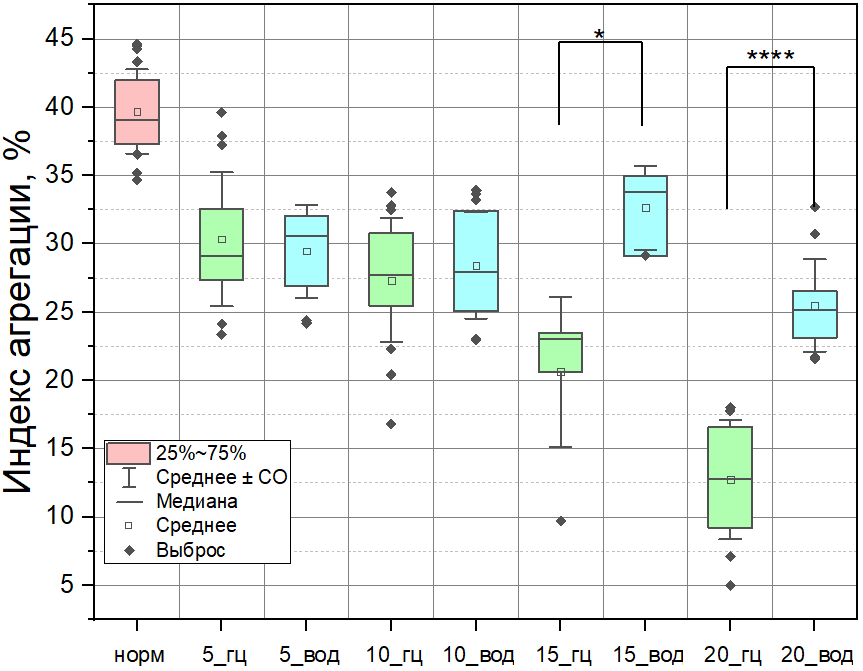 Индекс агрегации, %
45
40
35
30
25
20
15
10
5
*
****
25%~75%
Среднее ± СО
Медиана
Среднее
Выброс
норм 5_гц 5_вод 10_гц 10_вод 15_гц 15_вод 20_гц 20_вод